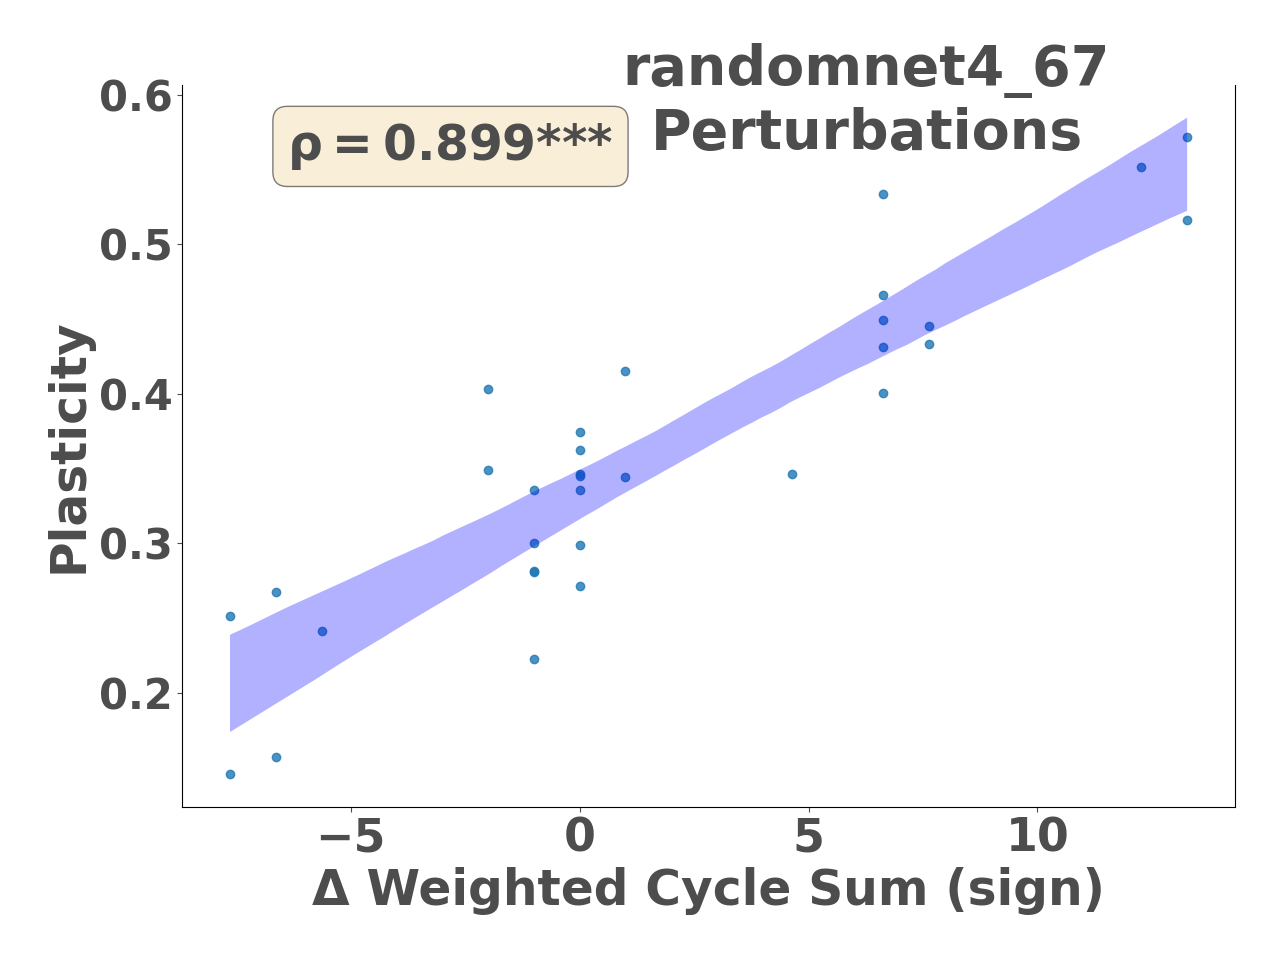 randomnet4_67
Perturbations
ρ = 0.899***
Plasticity
0.6
0.5
0.4
0.3
0.2
−5 0 5 10
Δ Weighted Cycle Sum (sign)